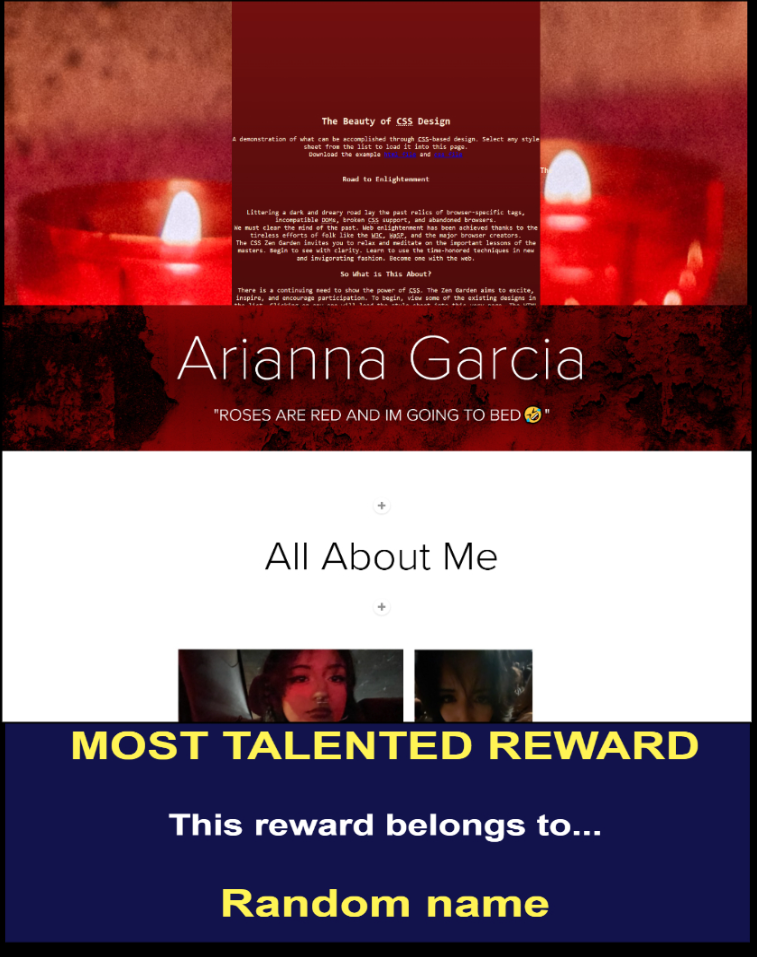 The Beauty of CSS Design
A demonstration of what can be accomplished through CSS-based design. Select any style
sheet from the list to load it into this page.
Download the example and
Th
Road to Enlightenment
Littering a dark and dreary road lay the past relics of browser-specific tags,
incompatible DOMs, broken CSS support, and abandoned browsers.
We must clear the mind of the past. Web enlightenment has been achieved thanks to the
tireless efforts of folk like the W3C, WaSP, and the major browser creators.
The CSS Zen Garden invites you to relax and meditate on the important lessons of the
masters. Begin to see with clarity. Learn to use the time-honored techniques in new
and invigorating fashion. Become one with the web.
So What is This About?
There is a continuing need to show the power of CSS. The Zen Garden aims to excite,
inspire, and encourage participation. To begin, view some of the existing designs in
Arianna Garcia
"ROSES ARE RED AND IM GOING TO BED🤣"
All About Me
MOST TALENTED REWARD
This reward belongs to...
Random name